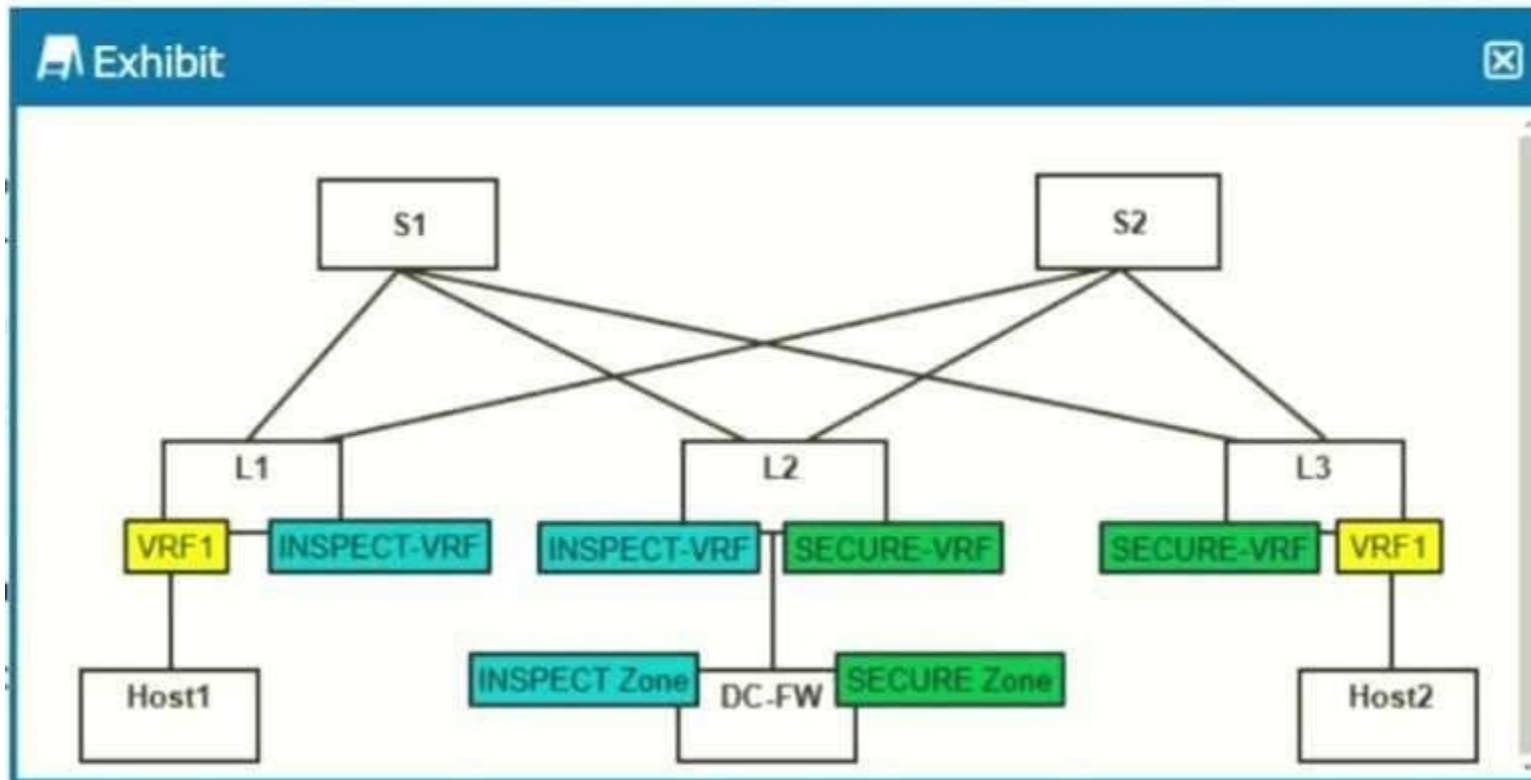 Exhibit
S1
S2
L1
L2
L3
VRF1
INSPECT-VRF
INSPECT-VRF
SECURE-VRF
SECURE-VRF
VRF1
Host1
INSPECT Zone
DC-FW
SECURE Zone
Host2